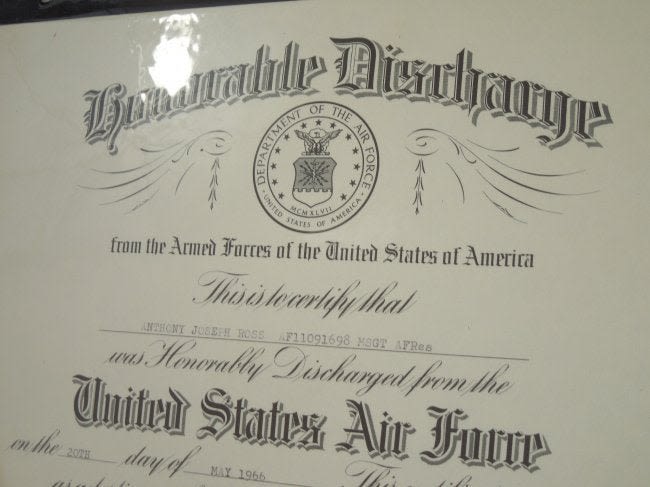 Honorable Discharge
DEPARTMENT OF THE AIR FORCE
MCMXLVII
UNITED STATES OF AMERICA
from the Armed Forces of the United States of America
This is to certify that
ANTHONY JOSEPH ROSS AF11091698 MSGT AFRes
was Honorably Discharged from the
United States Air Force
on the 20TH day of MAY 1966 This